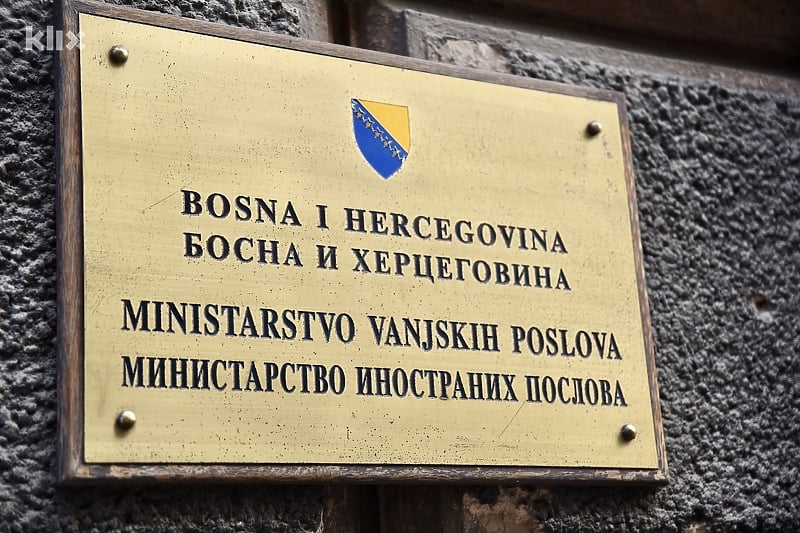 klix
BOSNA I HERCEGOVINA
БОСНА И ХЕРЦЕГОВИНА
MINISTARSTVO VANJSKIH POSLOVA
МИНИСТАРСТВО ИНОСТРАНИХ ПОСЛОВА